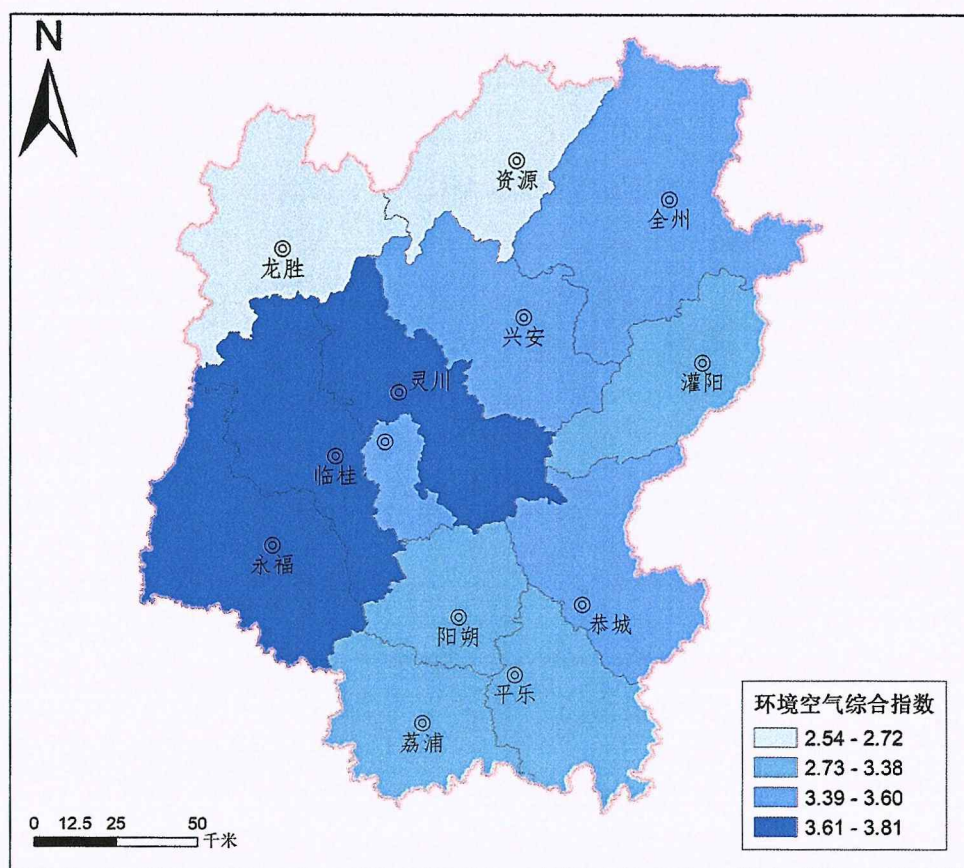 N
资源
全州
龙胜
兴安
灌阳
灵川
临桂
永福
恭城
阳朔
平乐
荔浦
环境空气综合指数
2.54 - 2.72
2.73 - 3.38
3.39 - 3.60
3.61 - 3.81
0 12.5 25 50
千米